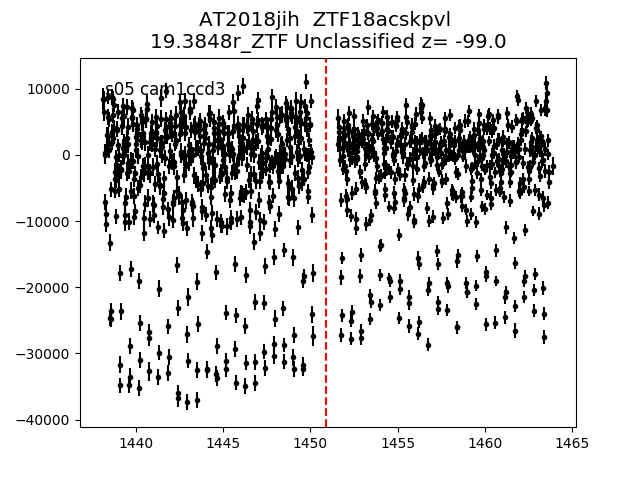 AT2018jih  ZTF18acskpvl
19.3848r_ZTF Unclassified z= -99.0
s05 cam1ccd3
10000
0
−10000
−20000
−30000
−40000
1440 1445 1450 1455 1460 1465